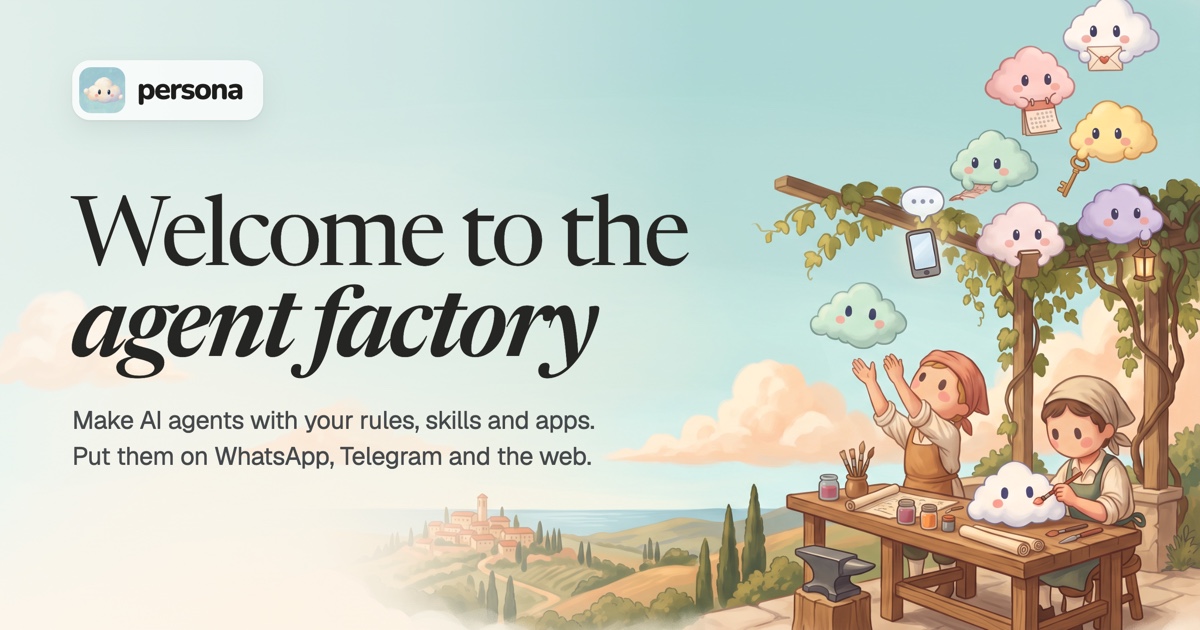 persona
Welcome to the
agent factory
Make AI agents with your rules, skills and apps.
Put them on WhatsApp, Telegram and the web.